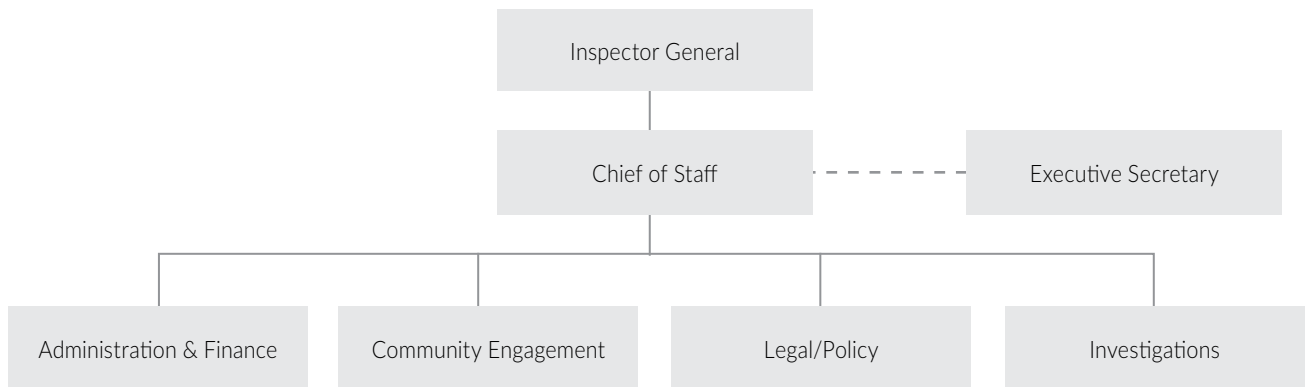 Inspector General
Chief of Staff
Executive Secretary
Administration & Finance
Community Engagement
Legal/Policy
Investigations